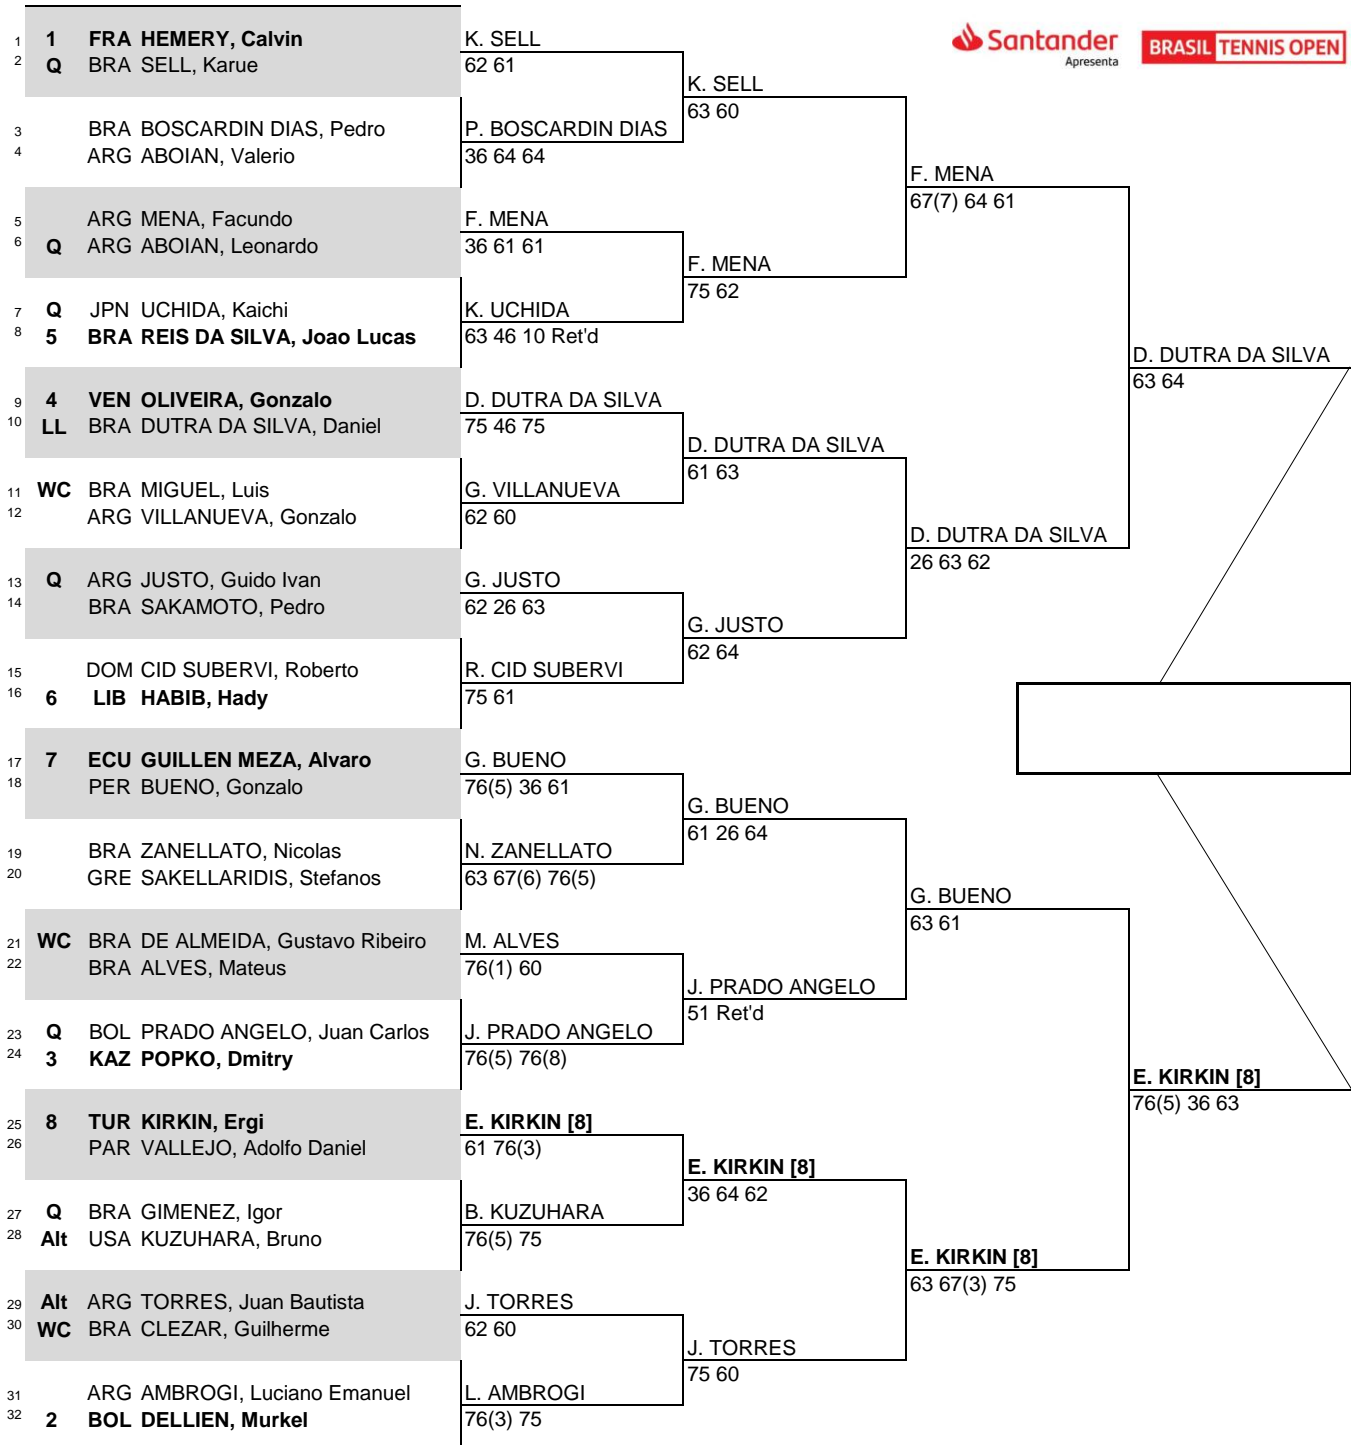 Santander
Apresenta
BRASIL TENNIS OPEN
1 1 FRA HEMERY, Calvin
2 Q BRA SELL, Karue
3 BRA BOSCARDIN DIAS, Pedro
4 ARG ABOIAN, Valerio
5 ARG MENA, Facundo
6 Q ARG ABOIAN, Leonardo
7 Q JPN UCHIDA, Kaichi
8 5 BRA REIS DA SILVA, Joao Lucas
9 4 VEN OLIVEIRA, Gonzalo
10 LL BRA DUTRA DA SILVA, Daniel
11 WC BRA MIGUEL, Luis
12 ARG VILLANUEVA, Gonzalo
13 Q ARG JUSTO, Guido Ivan
14 BRA SAKAMOTO, Pedro
15 DOM CID SUBERVI, Roberto
16 6 LIB HABIB, Hady
17 7 ECU GUILLEN MEZA, Alvaro
18 PER BUENO, Gonzalo
19 BRA ZANELLATO, Nicolas
20 GRE SAKELLARIDIS, Stefanos
21 WC BRA DE ALMEIDA, Gustavo Ribeiro
22 BRA ALVES, Mateus
23 Q BOL PRADO ANGELO, Juan Carlos
24 3 KAZ POPKO, Dmitry
25 8 TUR KIRKIN, Ergi
26 PAR VALLEJO, Adolfo Daniel
27 Q BRA GIMENEZ, Igor
28 Alt USA KUZUHARA, Bruno
29 Alt ARG TORRES, Juan Bautista
30 WC BRA CLEZAR, Guilherme
31 ARG AMBROGI, Luciano Emanuel
32 2 BOL DELLIEN, Murkel
K. SELL
62 61
P. BOSCARDIN DIAS
36 64 64
F. MENA
36 61 61
K. UCHIDA
63 46 10 Ret'd
D. DUTRA DA SILVA
75 46 75
G. VILLANUEVA
62 60
G. JUSTO
62 26 63
R. CID SUBERVI
75 61
G. BUENO
76(5) 36 61
N. ZANELLATO
63 67(6) 76(5)
M. ALVES
76(1) 60
J. PRADO ANGELO
76(5) 76(8)
E. KIRKIN [8]
61 76(3)
B. KUZUHARA
76(5) 75
J. TORRES
62 60
L. AMBROGI
76(3) 75
K. SELL
63 60
F. MENA
75 62
D. DUTRA DA SILVA
61 63
G. JUSTO
62 64
G. BUENO
61 26 64
J. PRADO ANGELO
51 Ret'd
E. KIRKIN [8]
36 64 62
J. TORRES
75 60
F. MENA
67(7) 64 61
D. DUTRA DA SILVA
26 63 62
G. BUENO
63 61
E. KIRKIN [8]
63 67(3) 75
D. DUTRA DA SILVA
63 64
E. KIRKIN [8]
76(5) 36 63